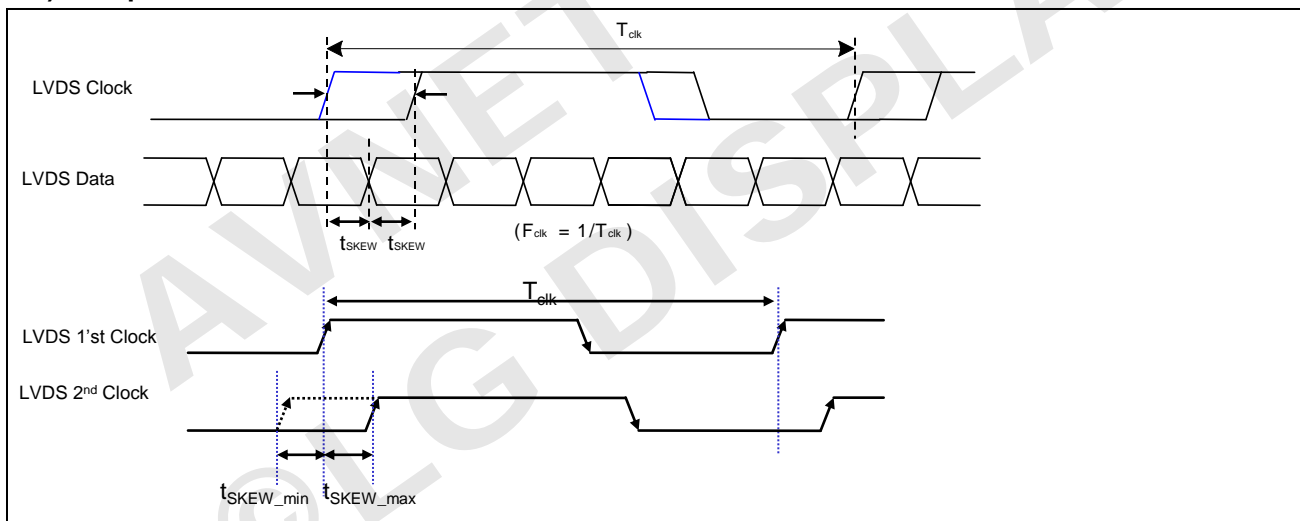 Tclk
LVDS Clock
LVDS Data
tSKEW tSKEW
(Fclk = 1/Tclk)
Tclk
LVDS 1'st Clock
LVDS 2nd Clock
tSKEW_min tSKEW_max
AVNET
©LG DISPLA